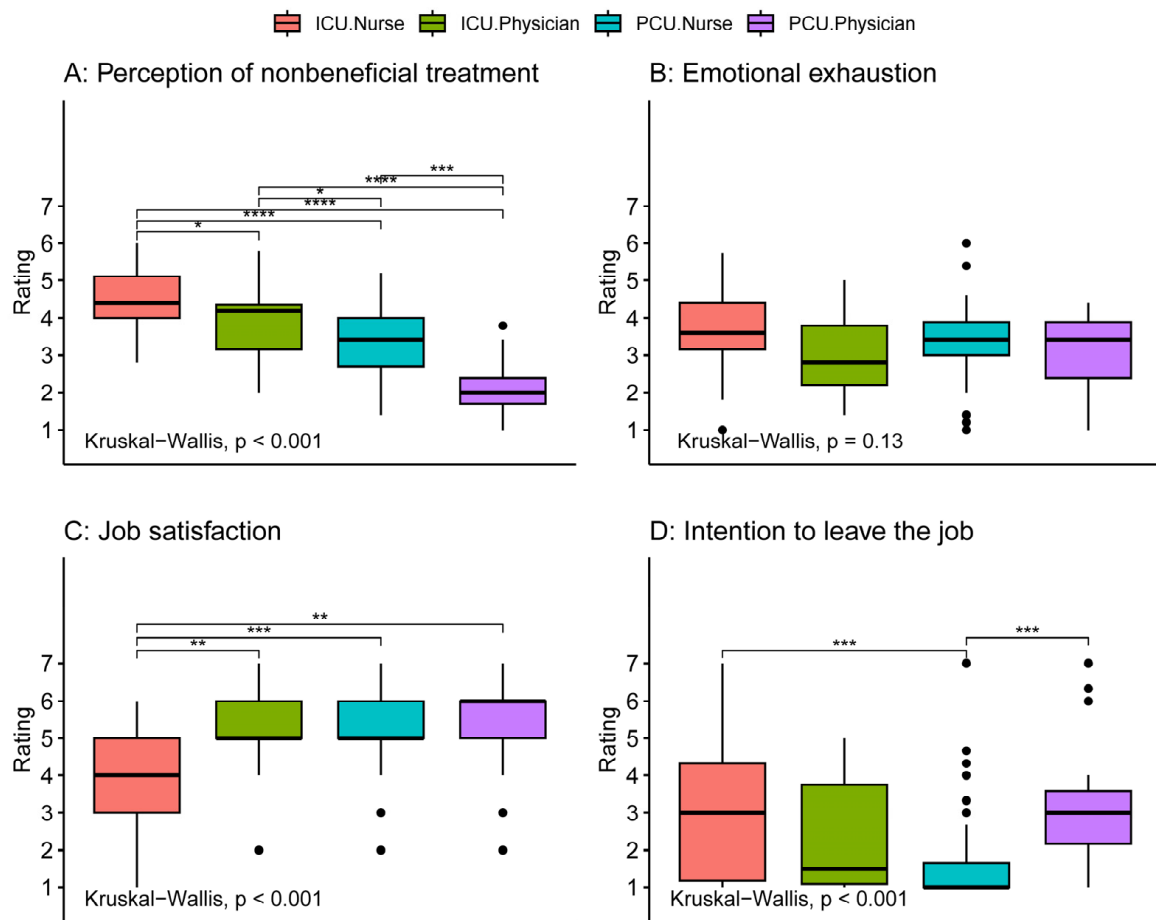 ICU.Nurse ICU.Physician PCU.Nurse PCU.Physician
A: Perception of nonbeneficial treatment
***
****
*
****
****
*
7
6
5
4
3
2
1
Rating
Kruskal−Wallis, p < 0.001
B: Emotional exhaustion
7
6
5
4
3
2
1
Rating
Kruskal−Wallis, p = 0.13
C: Job satisfaction
**
***
**
7
6
5
4
3
2
1
Rating
Kruskal−Wallis, p < 0.001
D: Intention to leave the job
*** ***
7
6
5
4
3
2
1
Rating
Kruskal−Wallis, p < 0.001